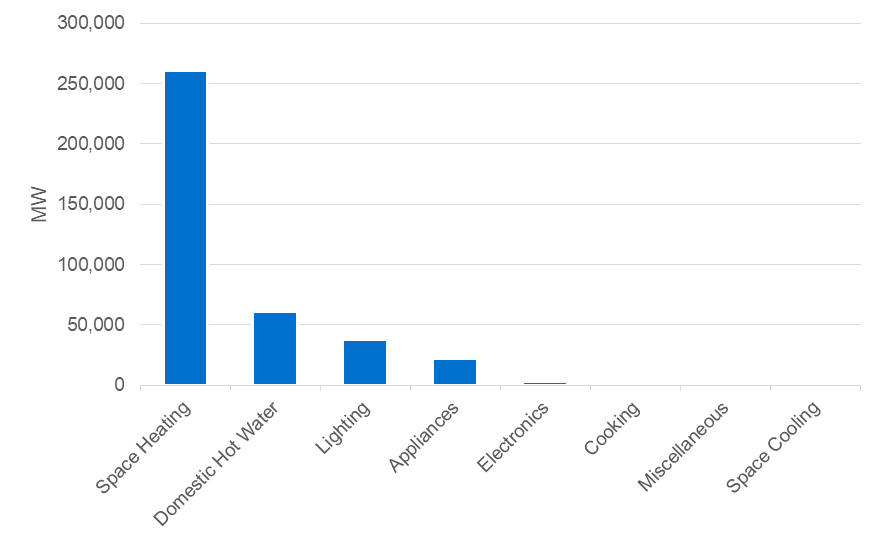 300,000
250,000
200,000
150,000
100,000
50,000
0
MW
Space Heating
Domestic Hot Water
Lighting
Appliances
Electronics
Cooking
Miscellaneous
Space Cooling